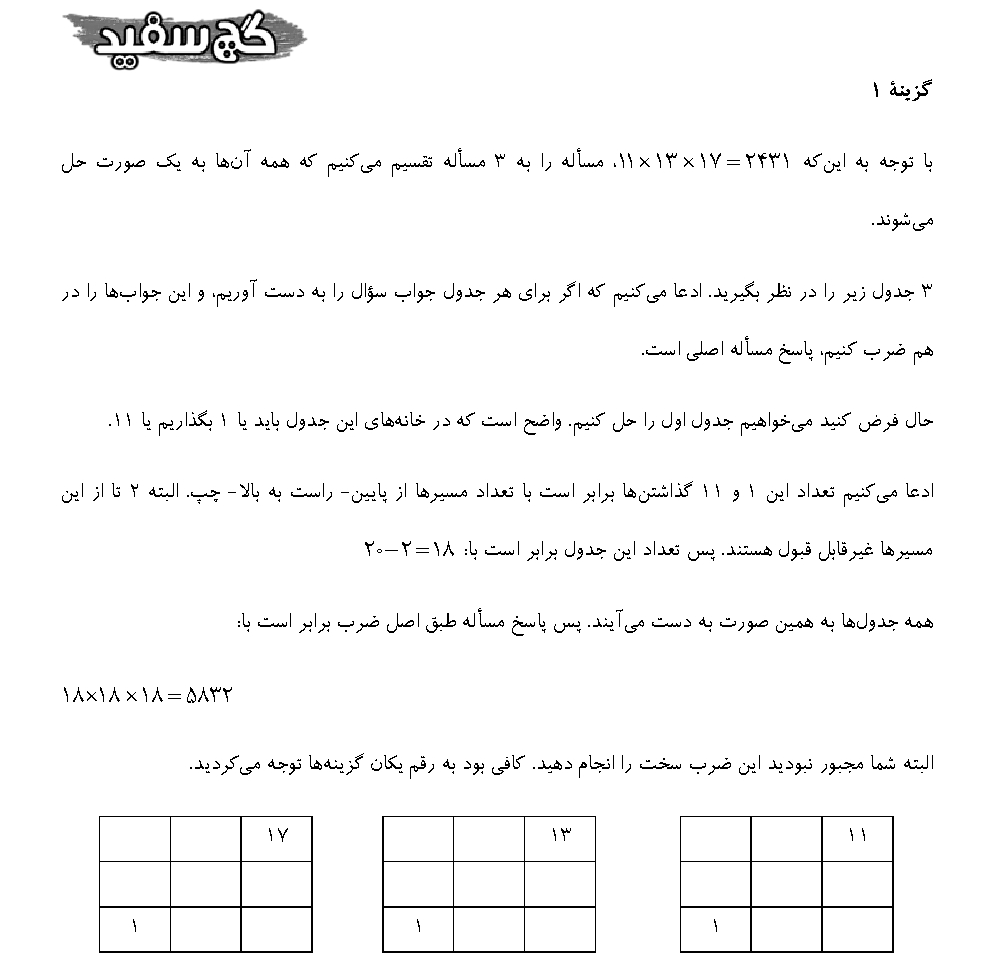 گچ سفید
گزینهٔ ۱
با توجه به این‌که ۱۱×۱۳×۱۷=۲۴۳۱، مسأله را به ۳ مسأله تقسیم می‌کنیم که همه آن‌ها به یک صورت حل
می‌شوند.
۳ جدول زیر را در نظر بگیرید. ادعا می‌کنیم که اگر برای هر جدول جواب سؤال را به دست آوریم، و این جواب‌ها را در
هم ضرب کنیم، پاسخ مسأله اصلی است.
حال فرض کنید می‌خواهیم جدول اول را حل کنیم. واضح است که در خانه‌های این جدول باید یا ۱ بگذاریم یا ۱۱.
ادعا می‌کنیم تعداد این ۱ و ۱۱ گذاشتن‌ها برابر است با تعداد مسیرها از پایین- راست به بالا- چپ. البته ۲ تا از این
مسیرها غیرقابل قبول هستند. پس تعداد این جدول برابر است با: ۲۰−۲=۱۸
همه جدول‌ها به همین صورت به دست می‌آیند. پس پاسخ مسأله طبق اصل ضرب برابر است با:
۱۸×۱۸×۱۸=۵۸۳۲
البته شما مجبور نبودید این ضرب سخت را انجام دهید. کافی بود به رقم یکان گزینه‌ها توجه می‌کردید.
۱۷ ۱۳ ۱۱
۱ ۱ ۱